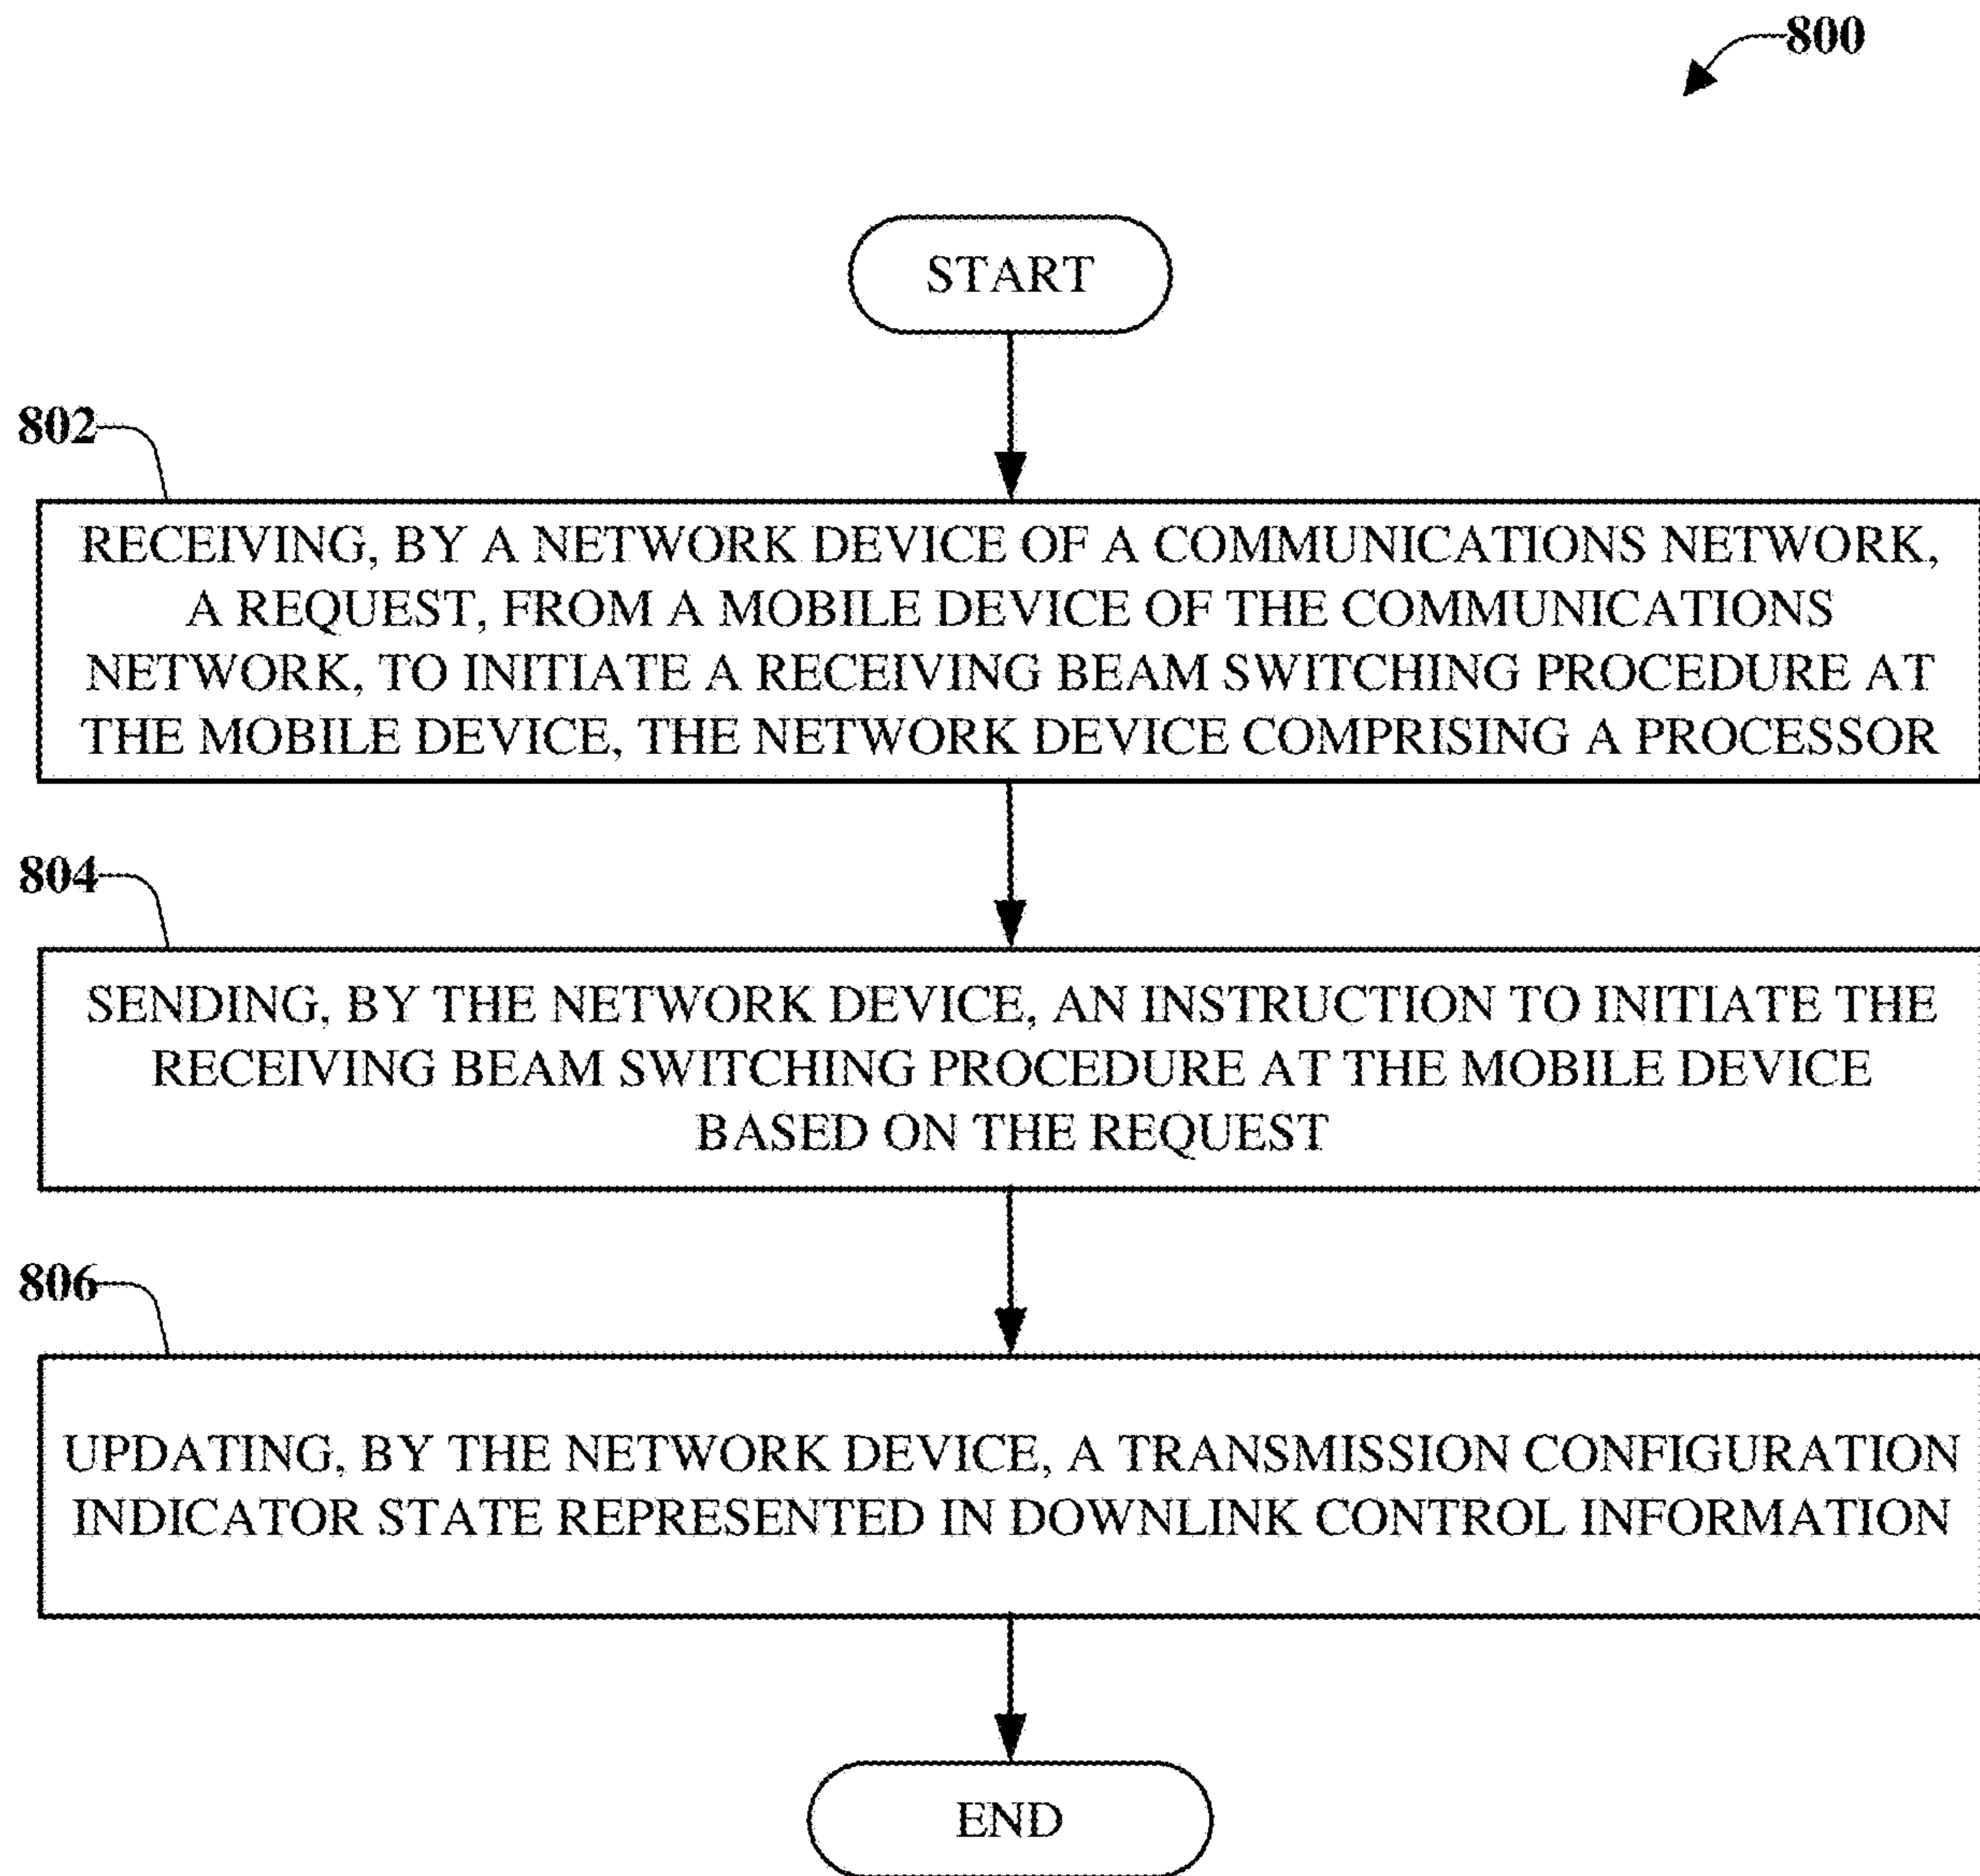 800
START
802
RECEIVING, BY A NETWORK DEVICE OF A COMMUNICATIONS NETWORK,
A REQUEST, FROM A MOBILE DEVICE OF THE COMMUNICATIONS
NETWORK, TO INITIATE A RECEIVING BEAM SWITCHING PROCEDURE AT
THE MOBILE DEVICE, THE NETWORK DEVICE COMPRISING A PROCESSOR
804
SENDING, BY THE NETWORK DEVICE, AN INSTRUCTION TO INITIATE THE
RECEIVING BEAM SWITCHING PROCEDURE AT THE MOBILE DEVICE
BASED ON THE REQUEST
806
UPDATING, BY THE NETWORK DEVICE, A TRANSMISSION CONFIGURATION
INDICATOR STATE REPRESENTED IN DOWNLINK CONTROL INFORMATION
END